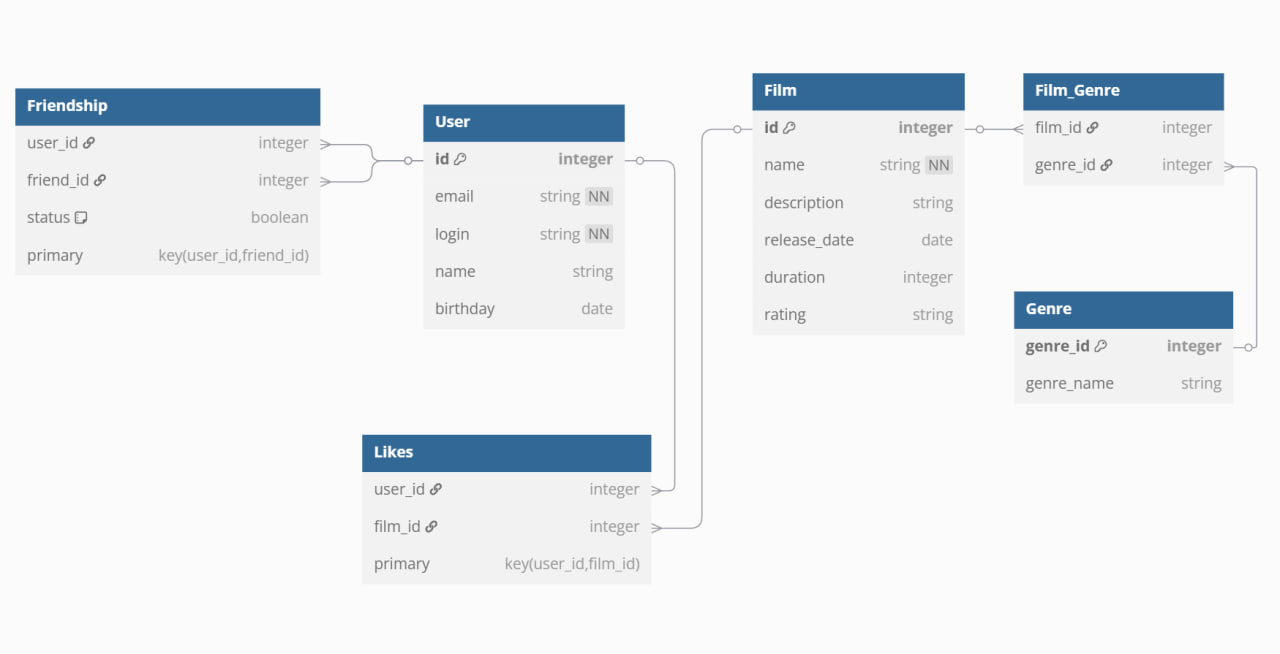 Friendship
user_id integer
friend_id integer
status boolean
primary key(user_id,friend_id)
User
id integer
email string NN
login string NN
name string
birthday date
Film
id integer
name string NN
description string
release_date date
duration integer
rating string
Film_Genre
film_id integer
genre_id integer
Genre
genre_id integer
genre_name string
Likes
user_id integer
film_id integer
primary key(user_id,film_id)